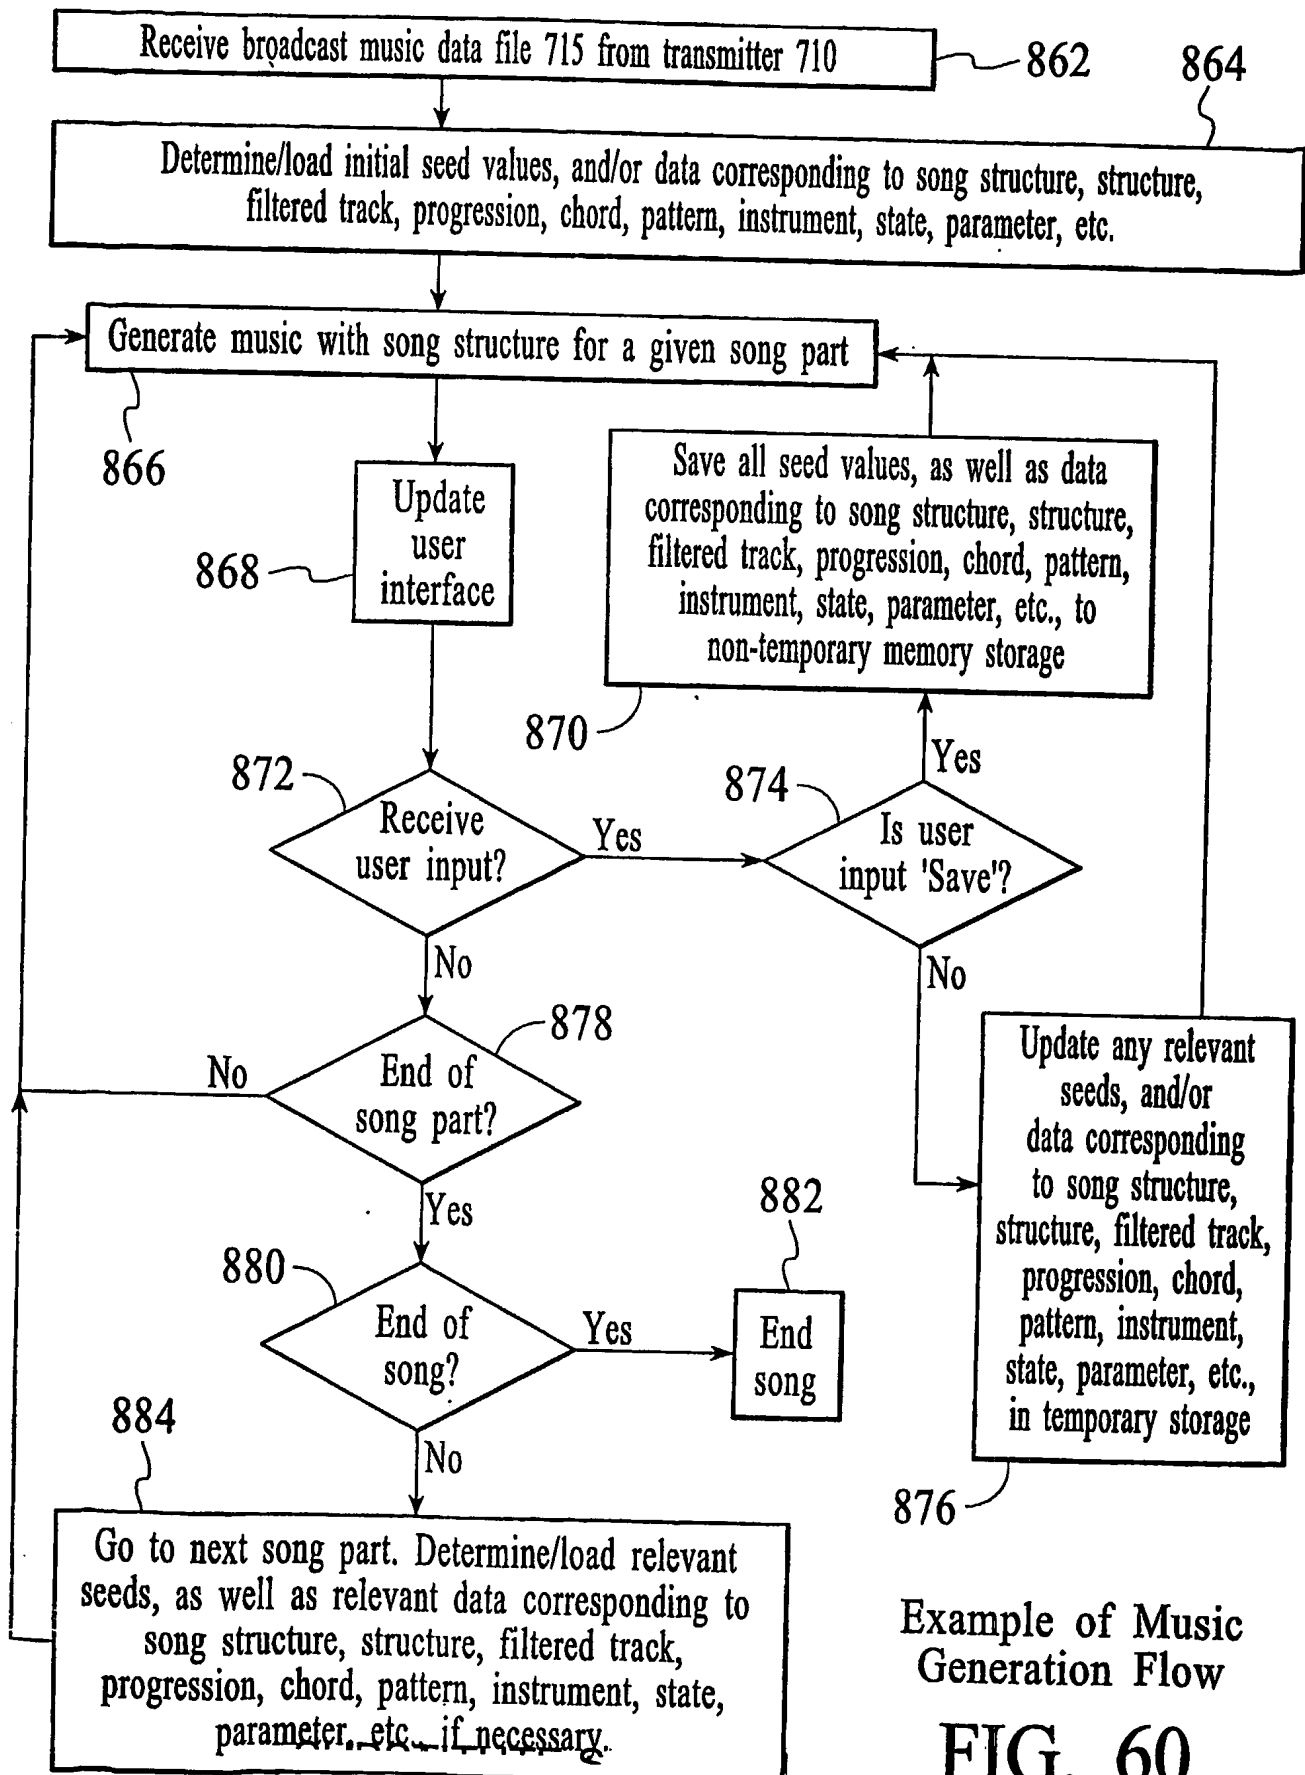 Receive broadcast music data file 715 from transmitter 710
862
864
Determine/load initial seed values, and/or data corresponding to song structure, structure,
filtered track, progression, chord, pattern, instrument, state, parameter, etc.
Generate music with song structure for a given song part
866
Update
user
interface
868
Save all seed values, as well as data
corresponding to song structure, structure,
filtered track, progression, chord, pattern,
instrument, state, parameter, etc., to
non-temporary memory storage
870
872
Receive
user input?
Yes
No
874
Is user
input 'Save'?
Yes
No
Update any relevant
seeds, and/or
data corresponding
to song structure,
structure, filtered track,
progression, chord,
pattern, instrument,
state, parameter, etc.,
in temporary storage
876
878
End of
song part?
No
Yes
880
End of
song?
Yes
No
882
End
song
884
Go to next song part. Determine/load relevant
seeds, as well as relevant data corresponding to
song structure, structure, filtered track,
progression, chord, pattern, instrument, state,
parameter, etc. if necessary.
Example of Music
Generation Flow
FIG. 60